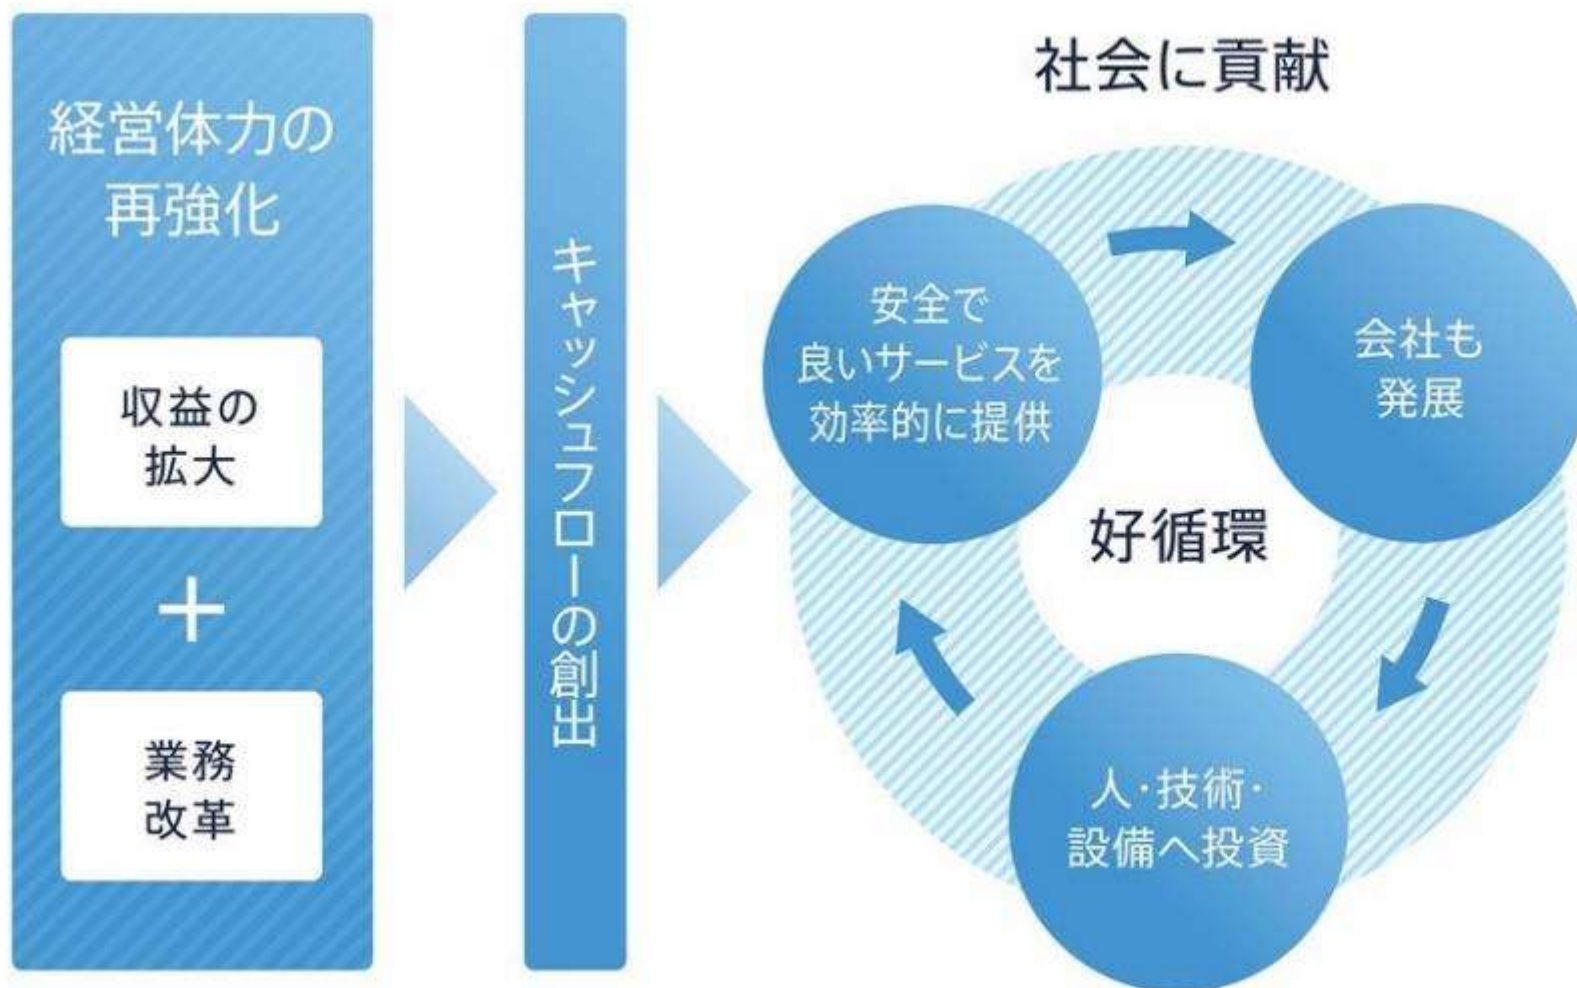 経営体力の
再強化
収益の
拡大
＋
業務
改革
キャッシュフローの創出
社会に貢献
安全で
良いサービスを
効率的に提供
会社も
発展
好循環
人・技術・
設備へ投資